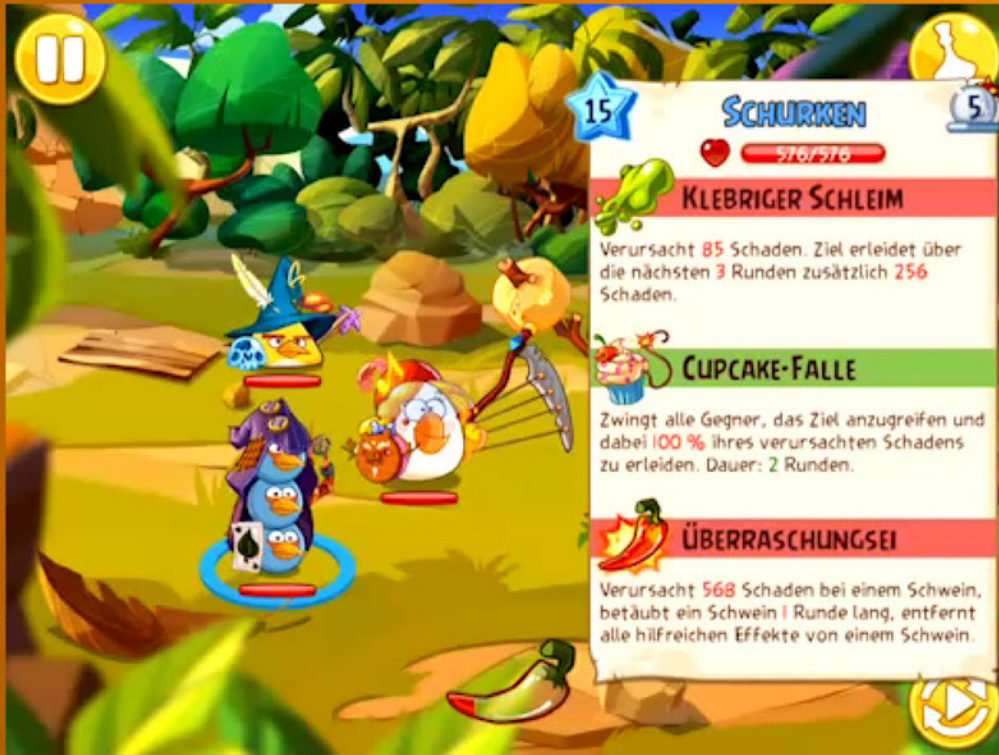 15
SCHURKEN
5
576/576
KLEBRIGER SCHLEIM
Verursacht 85 Schaden. Ziel erleidet über
die nächsten 3 Runden zusätzlich 256
Schaden.
CUPCAKE-FALLE
Zwingt alle Gegner, das Ziel anzugreifen und
dabei 100 % ihres verursachten Schadens
zu erleiden. Dauer: 2 Runden.
ÜBERRASCHUNGSEI
Verursacht 568 Schaden bei einem Schwein,
betäubt ein Schwein 1 Runde lang, entfernt
alle hilfreichen Effekte von einem Schwein.